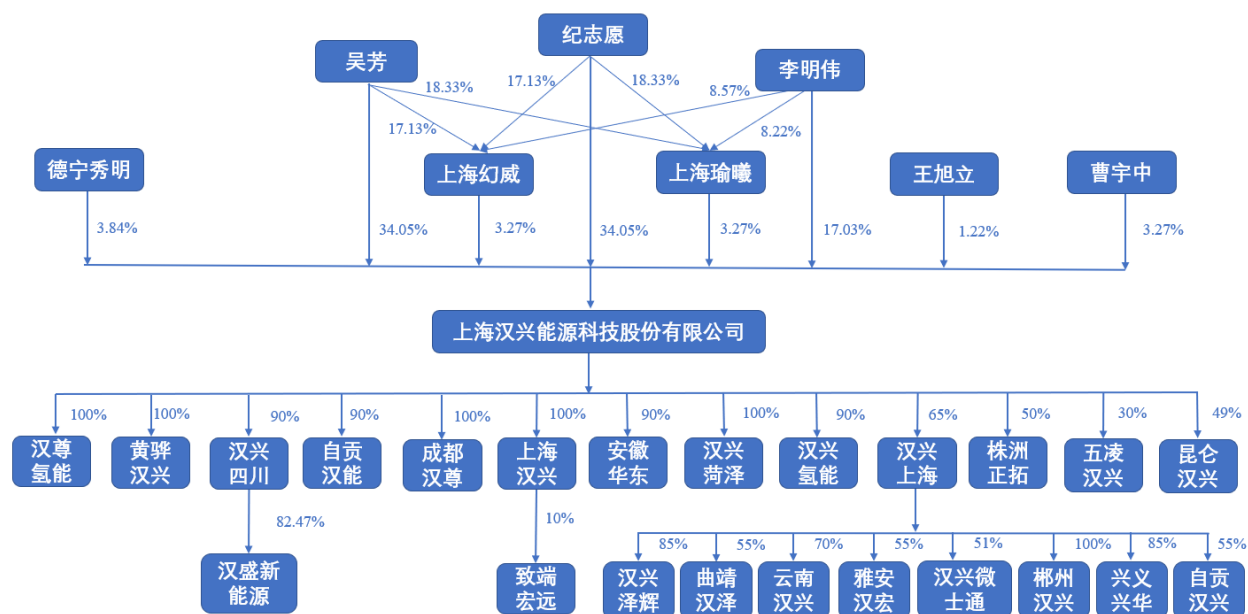 纪志愿
吴芳
李明伟
18.33%
17.13%
18.33%
8.57%
17.13%
8.22%
德宁秀明
上海幻威
上海瑜曦
王旭立
曹宇中
3.84%
34.05%
3.27%
34.05%
3.27%
17.03%
1.22%
3.27%
上海汉兴能源科技股份有限公司
100%
100%
90%
90%
100%
100%
90%
100%
90%
65%
50%
30%
49%
汉尊
氢能
黄骅
汉兴
汉兴
四川
自贡
汉能
成都
汉尊
上海
汉兴
安徽
华东
汉兴
菏泽
汉兴
氢能
汉兴
上海
株洲
正拓
五凌
汉兴
昆仑
汉兴
82.47%
10%
85%
55%
70%
55%
51%
100%
85%
55%
汉盛新
能源
致端
宏远
汉兴
泽辉
曲靖
汉泽
云南
汉兴
雅安
汉宏
汉兴微
士通
郴州
汉兴
兴义
兴华
自贡
汉兴